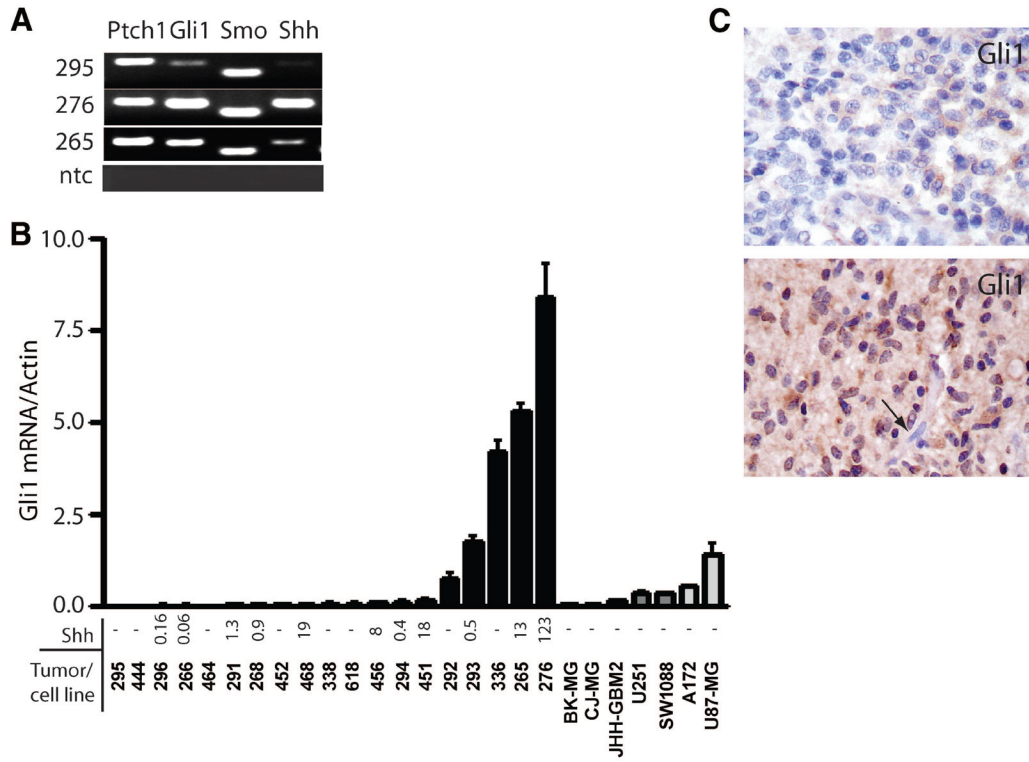 A
Ptch1 Gli1 Smo Shh
295
276
265
ntc
B
10.0
7.5
5.0
2.5
0.0
Gli1 mRNA/Actin
Shh - - 0.16 0.06 - 1.3 0.9 - 19 - - 8 0.4 18 - 0.5 - 13 123 - - - - - - -
Tumor/
cell line
295 444 296 266 464 291 268 452 468 338 618 456 294 451 292 293 336 265 276 BK-MG CJ-MG JHH-GBM2 U251 SW1088 A172 U87-MG
C
Gli1
Gli1